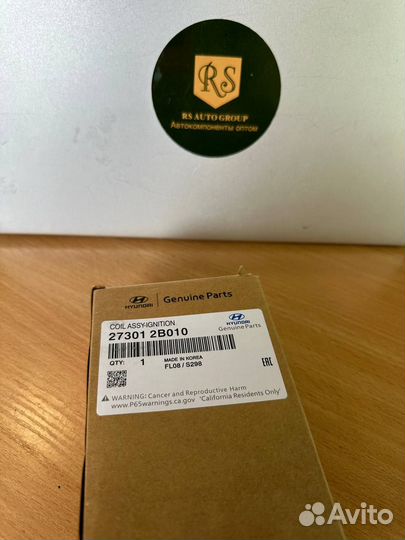 RS
RS AUTO GROUP
Автокомпоненты оптом
HYUNDAI | Genuine Parts
COIL ASSY-IGNITION
27301 2B010
HYUNDAI
Genuine Parts
QTY: 1 MADE IN KOREA
FL08 / S298
EAC
WARNING: Cancer and Reproductive Harm
www.P65warnings.ca.gov 'California Residents Only'
Avito